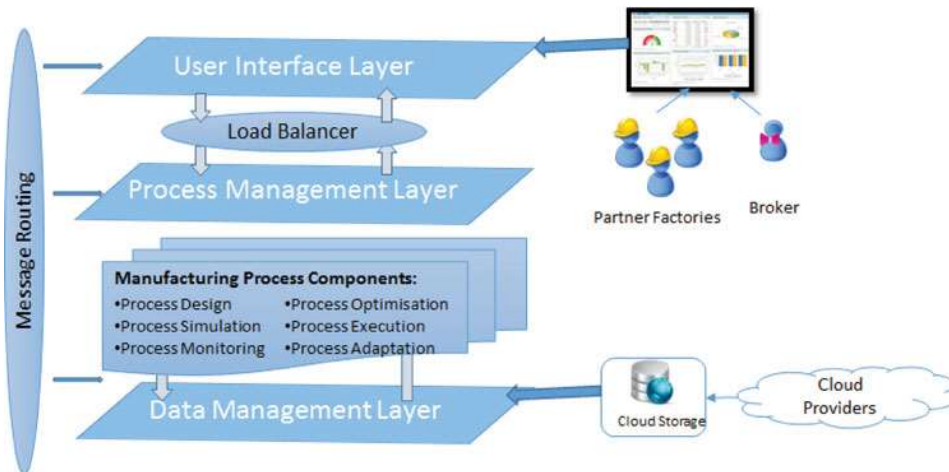 User Interface Layer
Load Balancer
Process Management Layer
Partner Factories
Broker
Message Routing
Manufacturing Process Components:
•Process Design •Process Optimisation
•Process Simulation •Process Execution
•Process Monitoring •Process Adaptation
Data Management Layer
Cloud Storage
Cloud
Providers